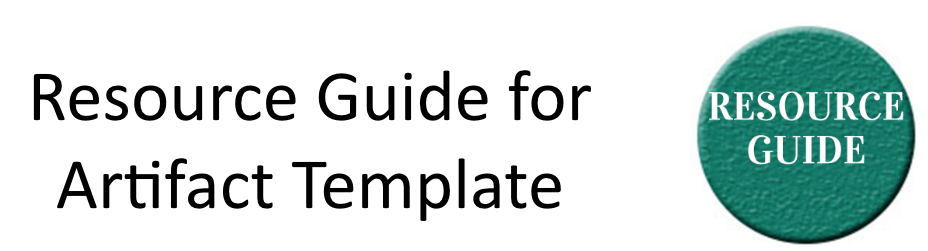 Resource Guide for
Artifact Template
RESOURCE
GUIDE